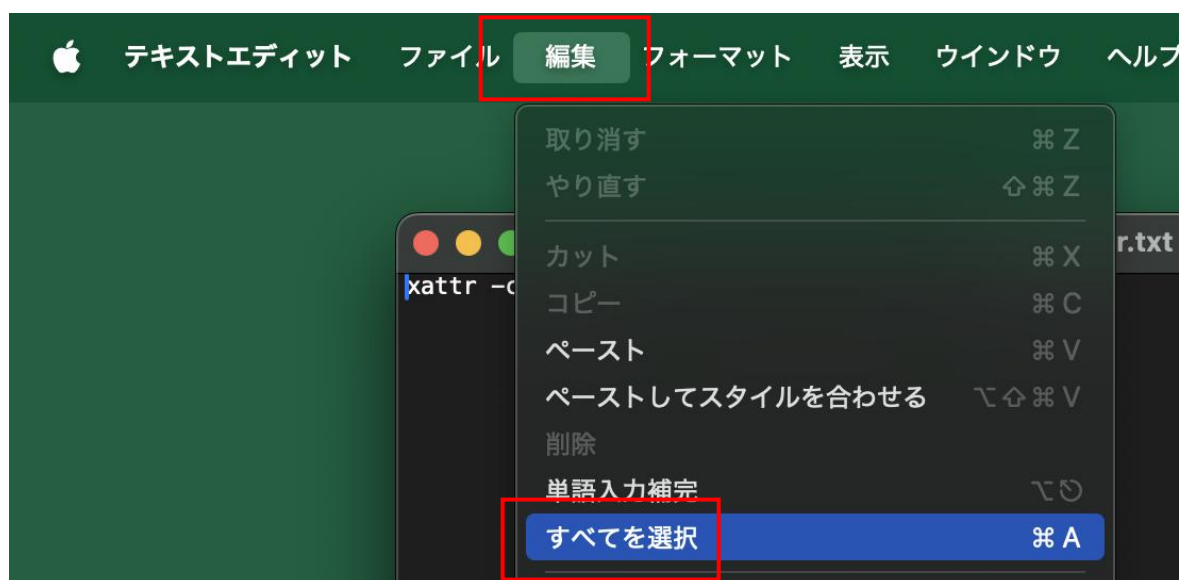 テキストエディット ファイル 編集 フォーマット 表示 ウインドウ ヘルプ
取り消す ⌘ Z
やり直す ⇧ ⌘ Z
r.txt
カット ⌘ X
xattr
コピー ⌘ C
ペースト ⌘ V
ペーストしてスタイルを合わせる ⌥ ⇧ ⌘ V
削除
単語入力補完 ⌥ ⎋
すべてを選択 ⌘ A